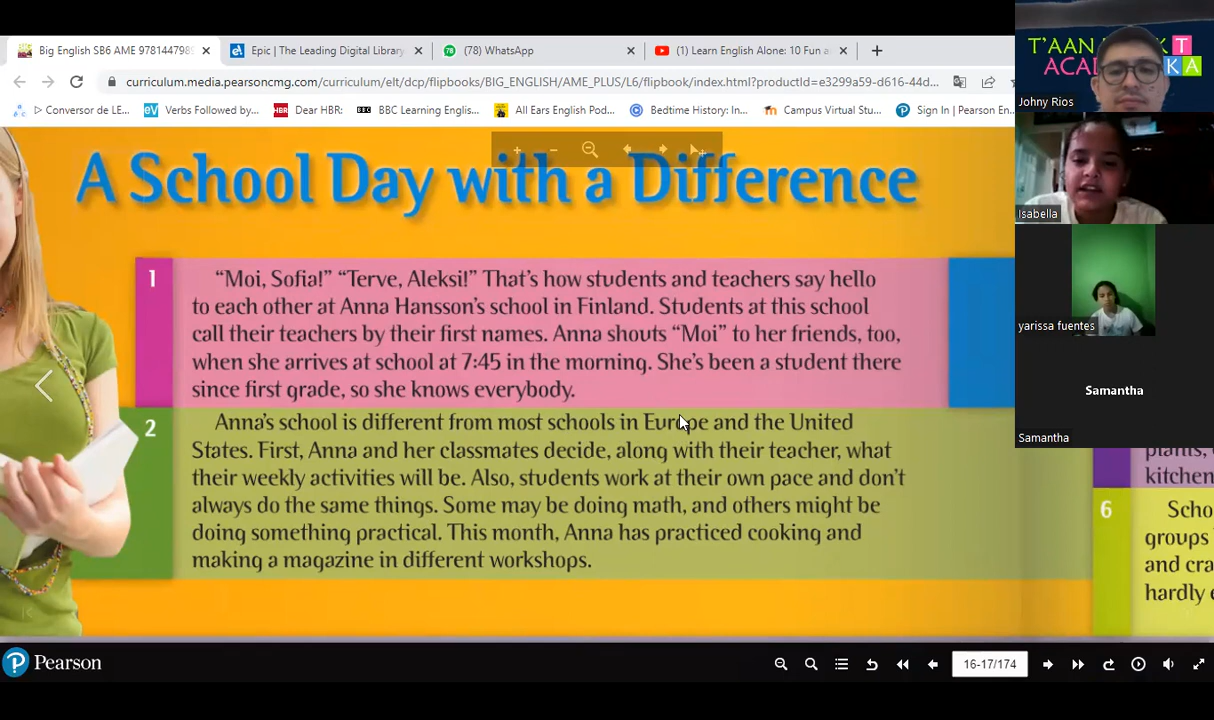 Big English SB6 AME 978144798
Epic | The Leading Digital Library
(78) WhatsApp
(1) Learn English Alone: 10 Fun a
curriculum.media.pearsoncmg.com/curriculum/elt/dcp/flipbooks/BIG_ENGLISH/AME_PLUS/L6/flipbook/index.html?productId=e3299a59-d616-44d...
Conversor de LE...
Verbs Followed by...
Dear HBR:
BBC Learning Englis...
All Ears English Pod...
Bedtime History: In...
Campus Virtual Stu...
Sign In | Pearson En...
A School Day with a Difference
1
“Moi, Sofia!” “Terve, Aleksi!” That’s how students and teachers say hello
to each other at Anna Hansson’s school in Finland. Students at this school
call their teachers by their first names. Anna shouts “Moi” to her friends, too,
when she arrives at school at 7:45 in the morning. She’s been a student there
since first grade, so she knows everybody.
2
Anna’s school is different from most schools in Europe and the United
States. First, Anna and her classmates decide, along with their teacher, what
their weekly activities will be. Also, students work at their own pace and don’t
always do the same things. Some may be doing math, and others might be
doing something practical. This month, Anna has practiced cooking and
making a magazine in different workshops.
plants,
kitchen
6
Scho
groups
and cra
hardly e
Pearson
16-17/174
T'AAN
K T
ACA
K A
Johny Rios
Isabella
yarissa fuentes
Samantha
Samantha